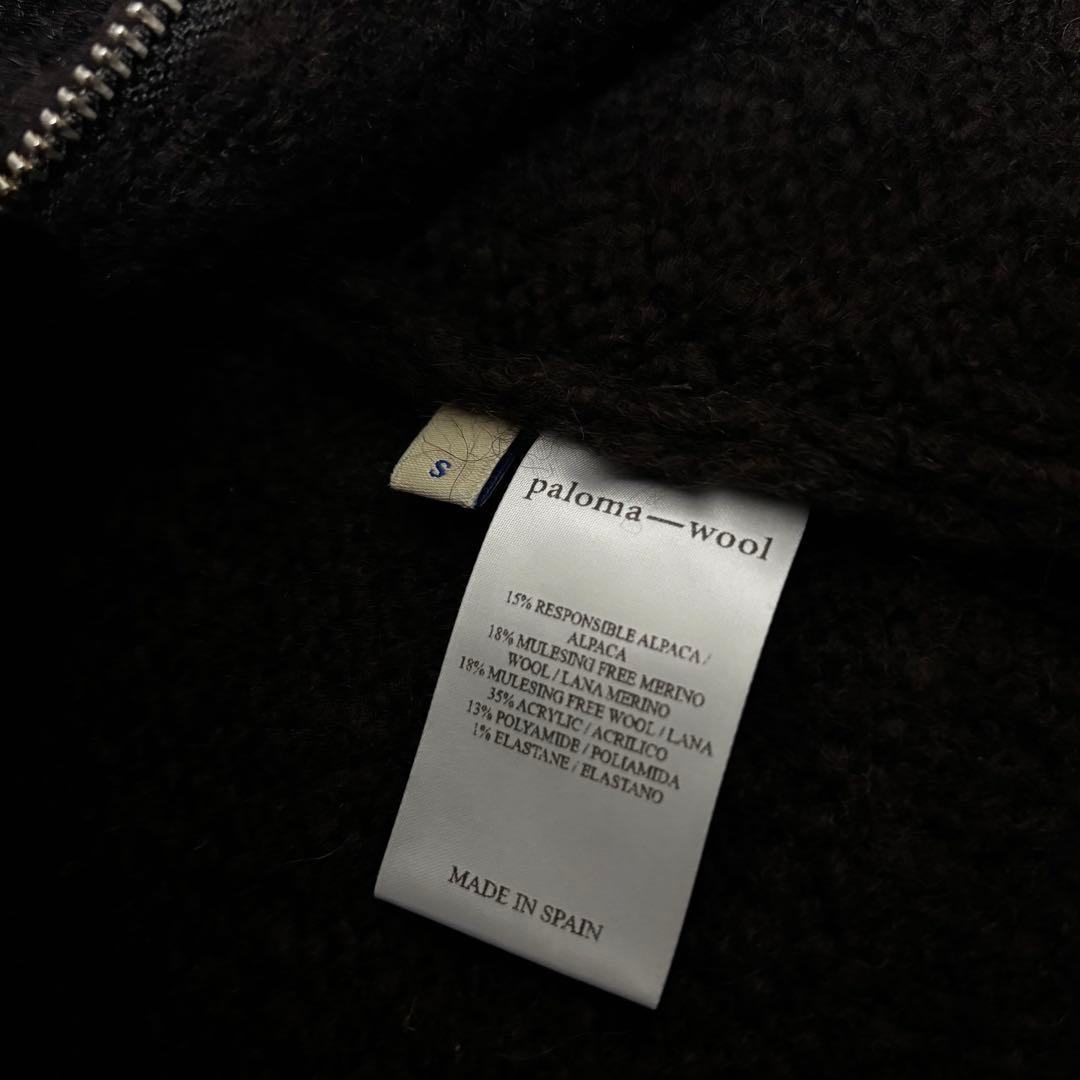 S
paloma—wool
15% RESPONSIBLE ALPACA /
ALPACA
18% MULESING FREE MERINO
WOOL / LANA MERINO
18% MULESING FREE WOOL / LANA
35% ACRYLIC / ACRILICO
13% POLYAMIDE / POLIAMIDA
1% ELASTANE / ELASTANO
MADE IN SPAIN